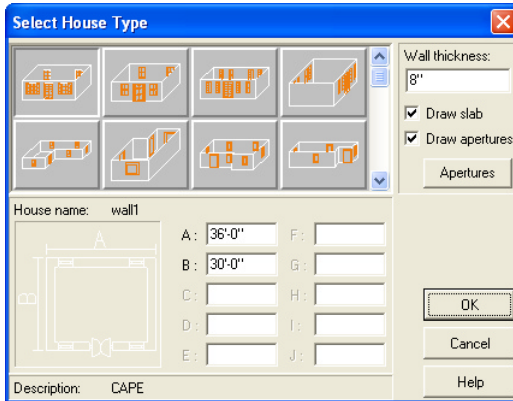 Select House Type
Wall thickness:
8"
Draw slab
Draw apertures
Apertures
House name: wall1
A
B
A: 36'-0" F:
B: 30'-0" G:
C: H:
D: I:
E: J:
OK
Cancel
Help
Description: CAPE